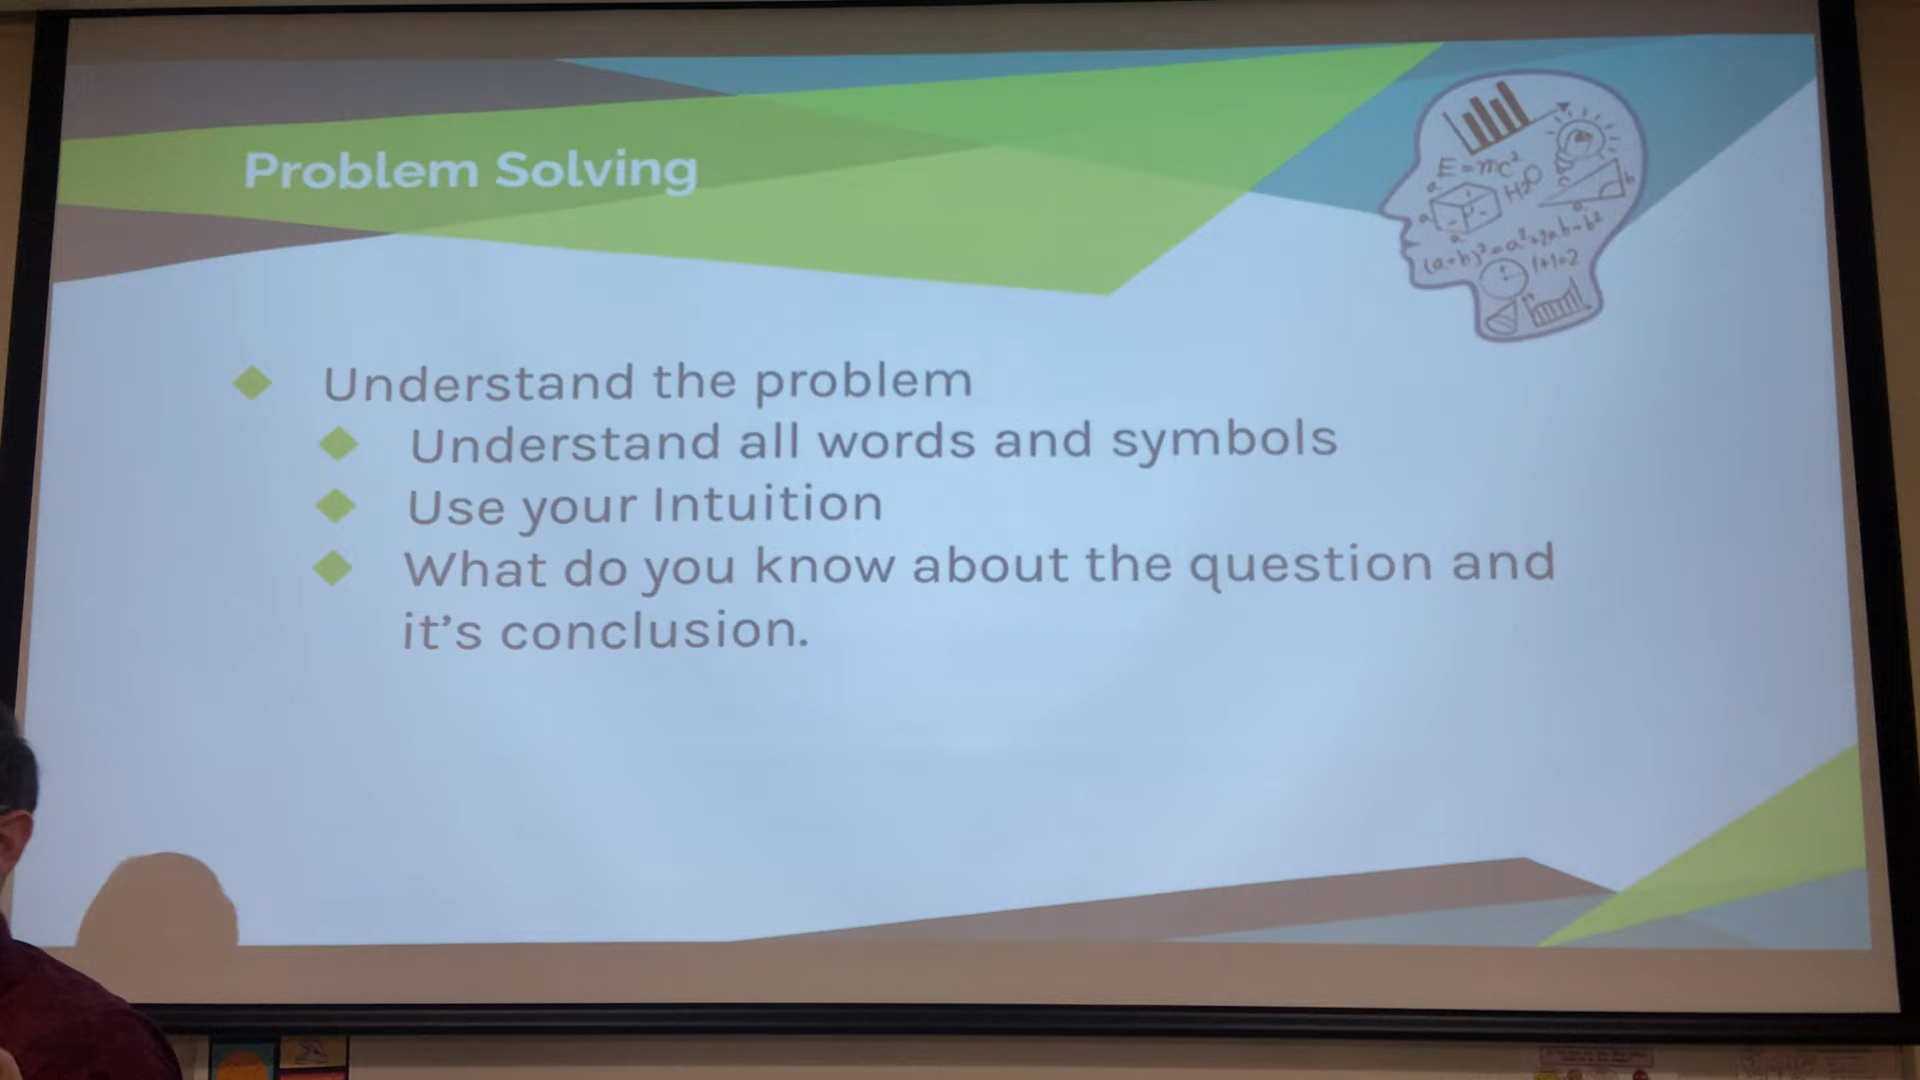 Problem Solving
E=mc²
H₂O
(a+b)²=a²+2ab+b²
1+1=2
Understand the problem
Understand all words and symbols
Use your Intuition
What do you know about the question and
it's conclusion.